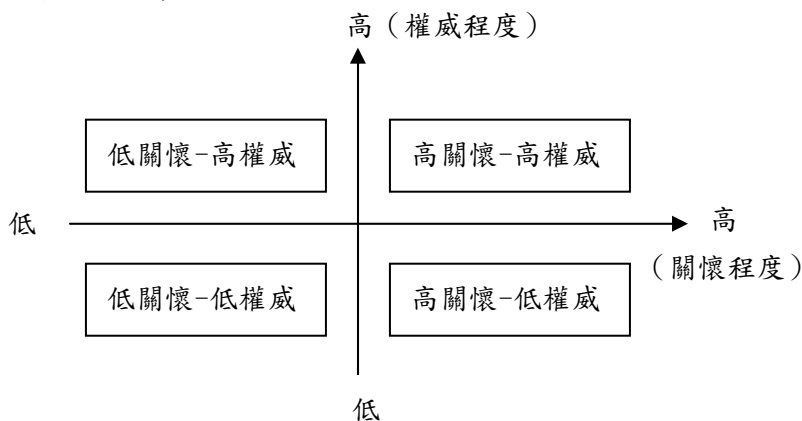 高（權威程度）
低關懷-高權威
高關懷-高權威
低
高
（關懷程度）
低關懷-低權威
高關懷-低權威
低